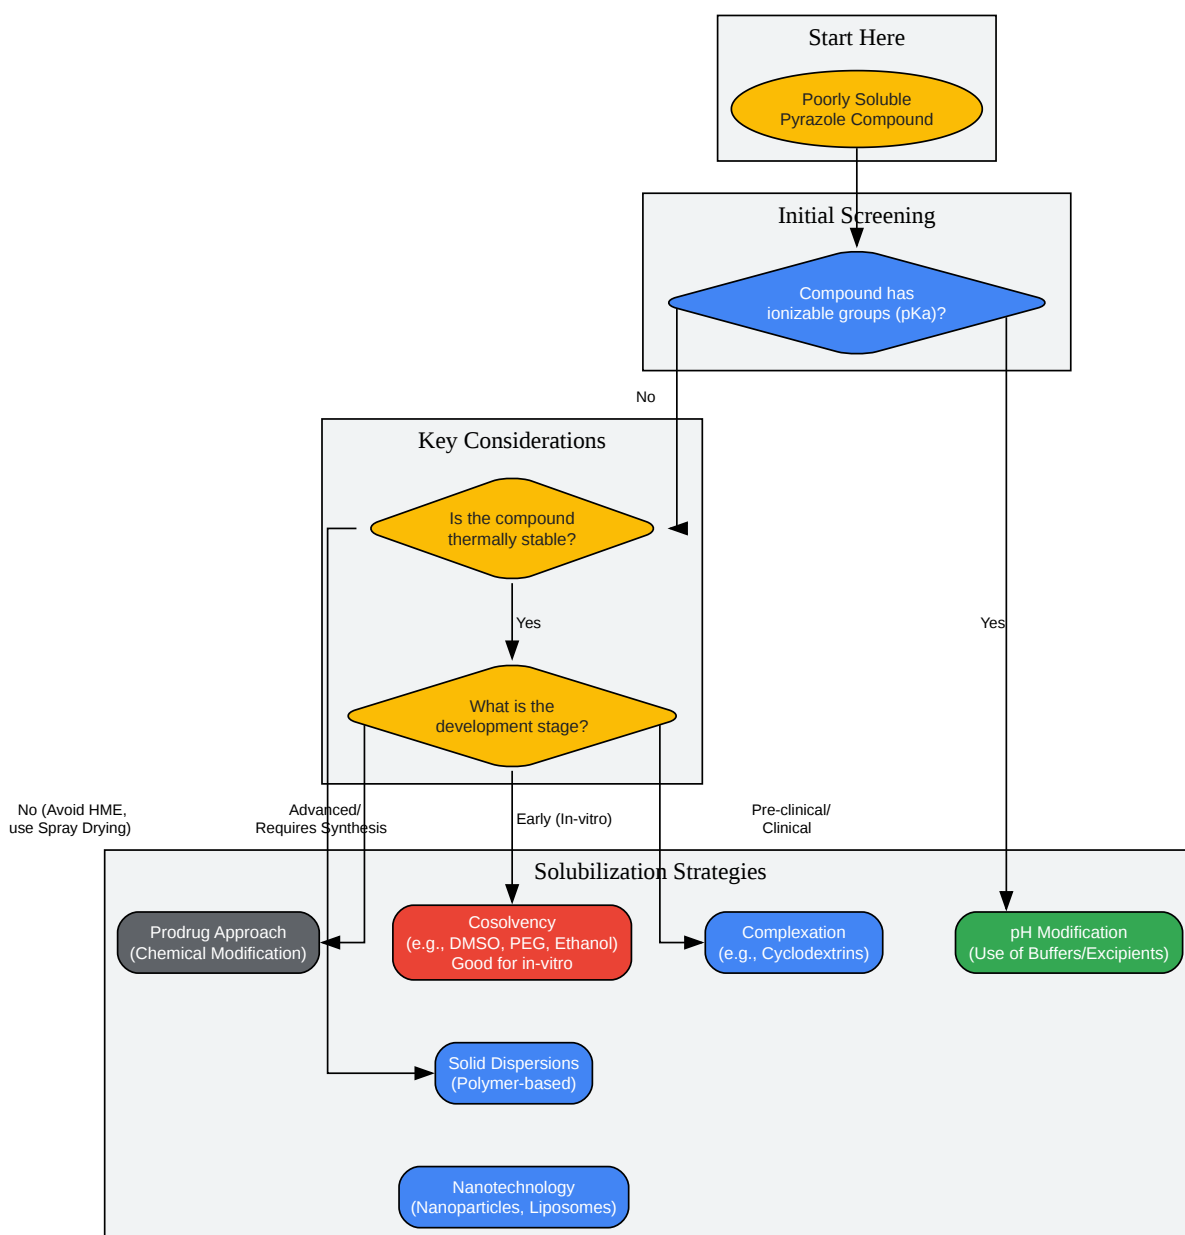 Start Here
Poorly Soluble
Pyrazole Compound
Initial Screening
Compound has
ionizable groups (pKa)?
No
Key Considerations
Is the compound
thermally stable?
Yes
Yes
What is the
development stage?
No (Avoid HME,
use Spray Drying)
Advanced/
Requires Synthesis
Early (In-vitro)
Pre-clinical/
Clinical
Solubilization Strategies
Prodrug Approach
(Chemical Modification)
Cosolvency
(e.g., DMSO, PEG, Ethanol)
Good for in-vitro
Complexation
(e.g., Cyclodextrins)
pH Modification
(Use of Buffers/Excipients)
Solid Dispersions
(Polymer-based)
Nanotechnology
(Nanoparticles, Liposomes)